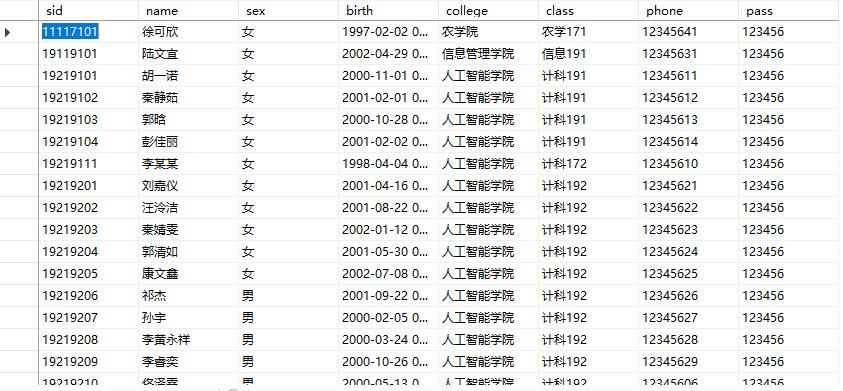 sid name sex birth college class phone pass
11117101 徐可欣 女 1997-02-02 0... 农学院 农学171 12345641 123456
19119101 陆文宜 女 2002-04-29 0... 信息管理学院 信息191 12345631 123456
19219101 胡一诺 女 2000-11-01 0... 人工智能学院 计科191 12345611 123456
19219102 秦静茹 女 2001-02-01 0... 人工智能学院 计科191 12345612 123456
19219103 郭晗 女 2000-10-28 0... 人工智能学院 计科191 12345613 123456
19219104 彭佳丽 女 2001-02-02 0... 人工智能学院 计科191 12345614 123456
19219111 李某某 女 1998-04-04 0... 人工智能学院 计科172 12345610 123456
19219201 刘嘉仪 女 2001-04-16 0... 人工智能学院 计科192 12345621 123456
19219202 汪泠洁 女 2001-08-22 0... 人工智能学院 计科192 12345622 123456
19219203 秦婧雯 女 2002-01-12 0... 人工智能学院 计科192 12345623 123456
19219204 郭清如 女 2001-05-30 0... 人工智能学院 计科192 12345624 123456
19219205 康文鑫 女 2002-07-08 0... 人工智能学院 计科192 12345625 123456
19219206 祁杰 男 2001-09-22 0... 人工智能学院 计科192 12345626 123456
19219207 孙宇 男 2000-02-05 0... 人工智能学院 计科192 12345627 123456
19219208 李黄永祥 男 2000-03-24 0... 人工智能学院 计科192 12345628 123456
19219209 李睿奕 男 2000-10-26 0... 人工智能学院 计科192 12345629 123456
19219210 男 2000-05-13 0... 人工智能学院 计科192 12345606 123456